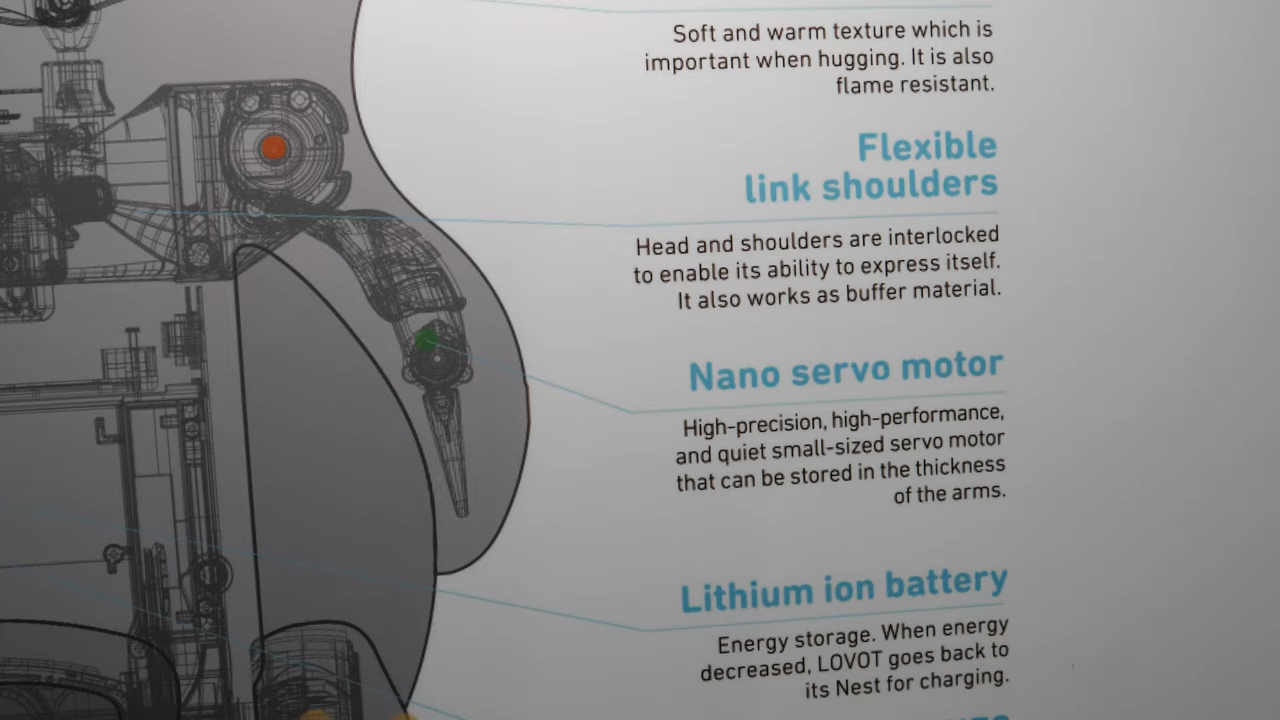 Soft and warm texture which is
important when hugging. It is also
flame resistant.
Flexible
link shoulders
Head and shoulders are interlocked
to enable its ability to express itself.
It also works as buffer material.
Nano servo motor
High-precision, high-performance,
and quiet small-sized servo motor
that can be stored in the thickness
of the arms.
Lithium ion battery
Energy storage. When energy
decreased, LOVOT goes back to
its Nest for charging.